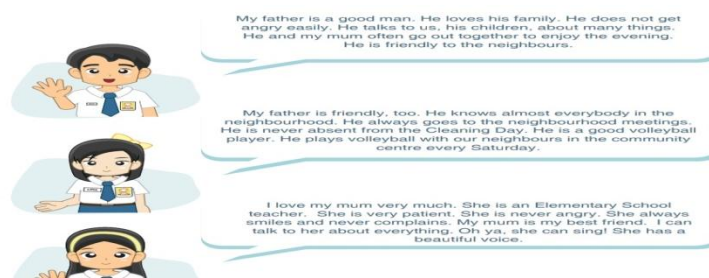 My father is a good man. He loves his family. He does not get
angry easily. He talks to us, his children, about many things.
He and my mum often go out together to enjoy the evening.
He is friendly to the neighbours.
My father is friendly, too. He knows almost everybody in the
neighbourhood. He always goes to the neighbourhood meetings.
He is never absent from the Cleaning Day. He is a good volleyball
player. He plays volleyball with our neighbours in the community
centre every Saturday.
I love my mum very much. She is an Elementary School
teacher. She is very patient. She is never angry. She always
smiles and never complains. My mum is my best friend. I can
talk to her about everything. Oh ya, she can sing! She has a
beautiful voice.